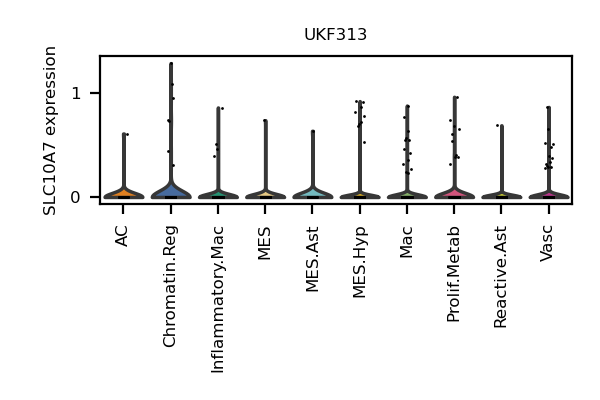 UKF313
SLC10A7 expression
1
0
AC
Chromatin.Reg
Inflammatory.Mac
MES
MES.Ast
MES.Hyp
Mac
Prolif.Metab
Reactive.Ast
Vasc